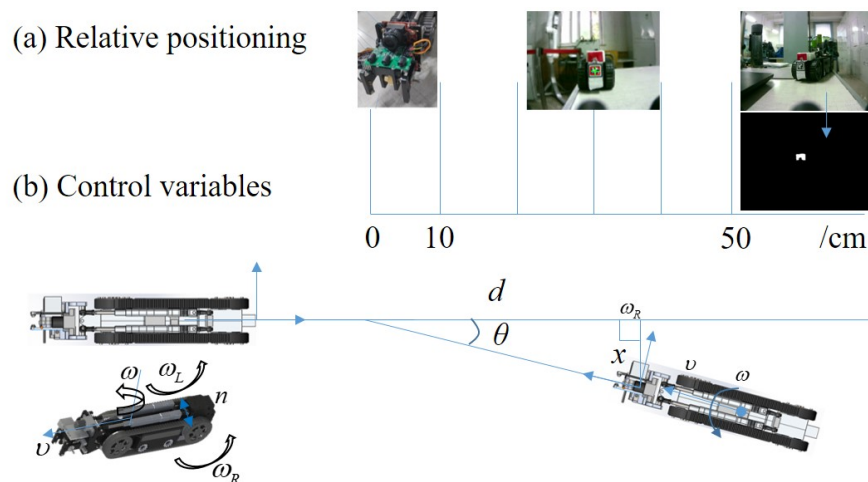 (a) Relative positioning
(b) Control variables
0 10 50 /cm
d
θ
ω_R
x
υ
ω
ω
ω_L
n
υ
ω_R